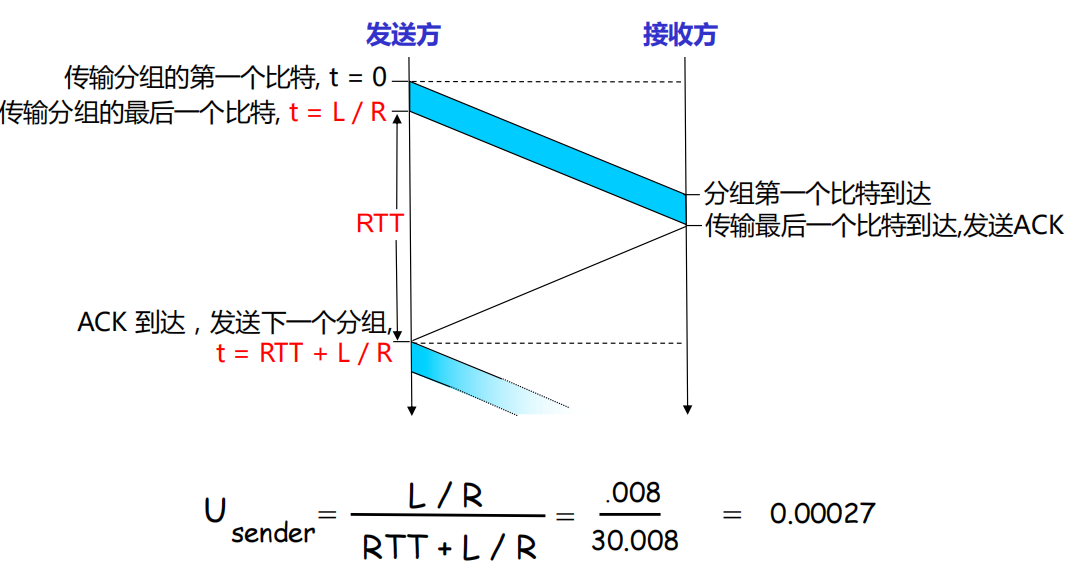 发送方 接收方
传输分组的第一个比特, t = 0
传输分组的最后一个比特, t = L / R
分组第一个比特到达
RTT
传输最后一个比特到达,发送ACK
ACK 到达，发送下一个分组,
t = RTT + L / R
U sender = L / R / RTT + L / R = .008 / 30.008 = 0.00027